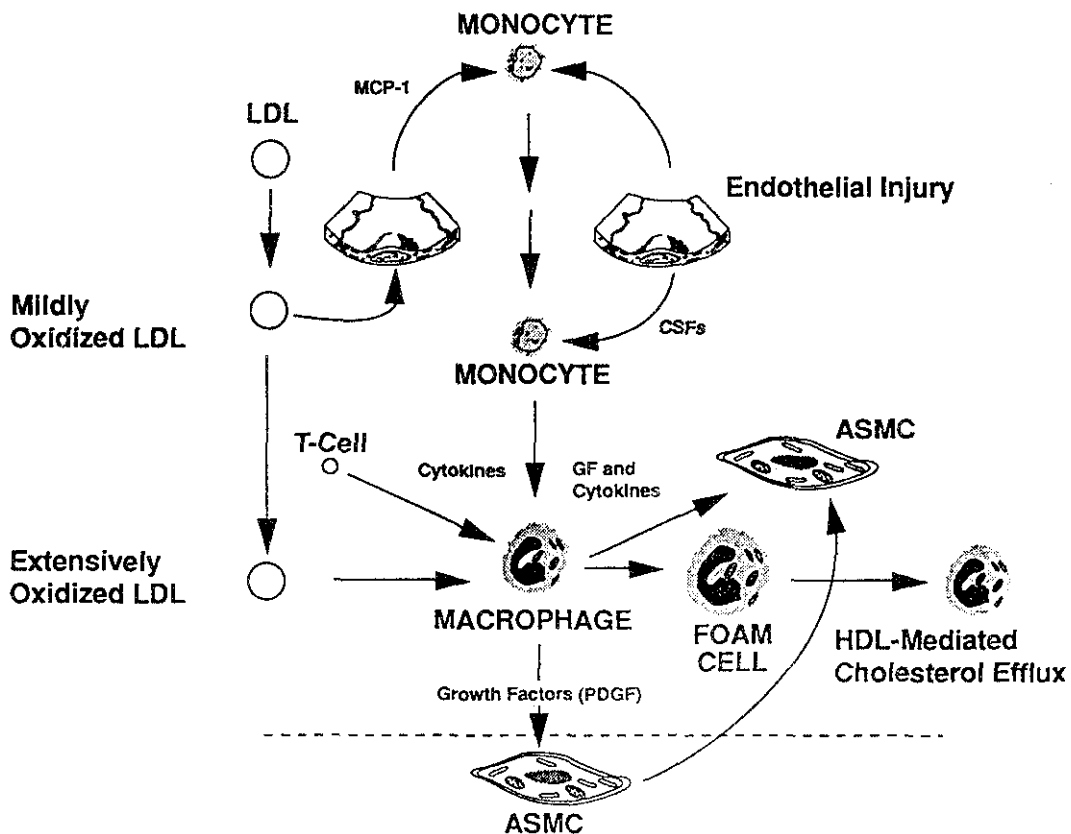 MONOCYTE
MCP-1
LDL
Endothelial Injury
Mildly
Oxidized LDL
CSFs
MONOCYTE
T-Cell
Cytokines
GF and
Cytokines
ASMC
Extensively
Oxidized LDL
MACROPHAGE
FOAM
CELL
HDL-Mediated
Cholesterol Efflux
Growth Factors (PDGF)
ASMC